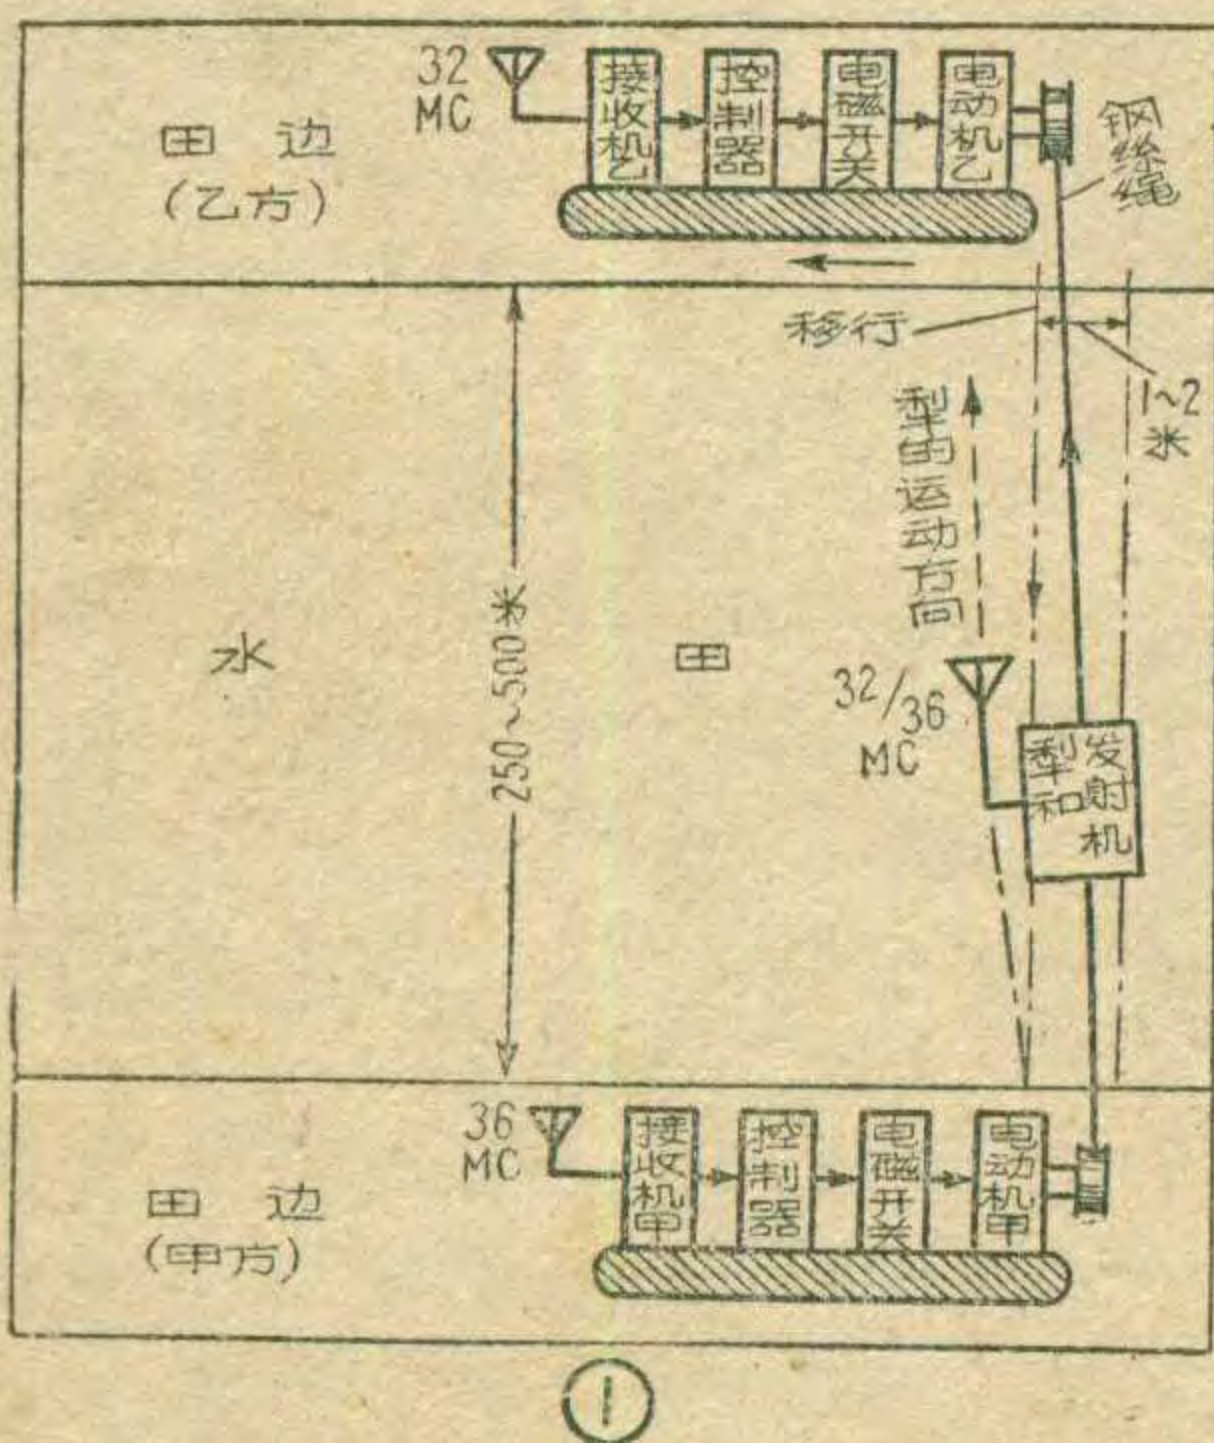 32
MC
接收机乙
控制器
电磁开关
电动机乙
钢丝绳
田 边
(乙方)
移行
1~2
米
犁的运动方向
250~500米
水
田
32/36
MC
犁和
发射机
36
MC
接收机甲
控制器
电磁开关
电动机甲
田 边
(甲方)
1